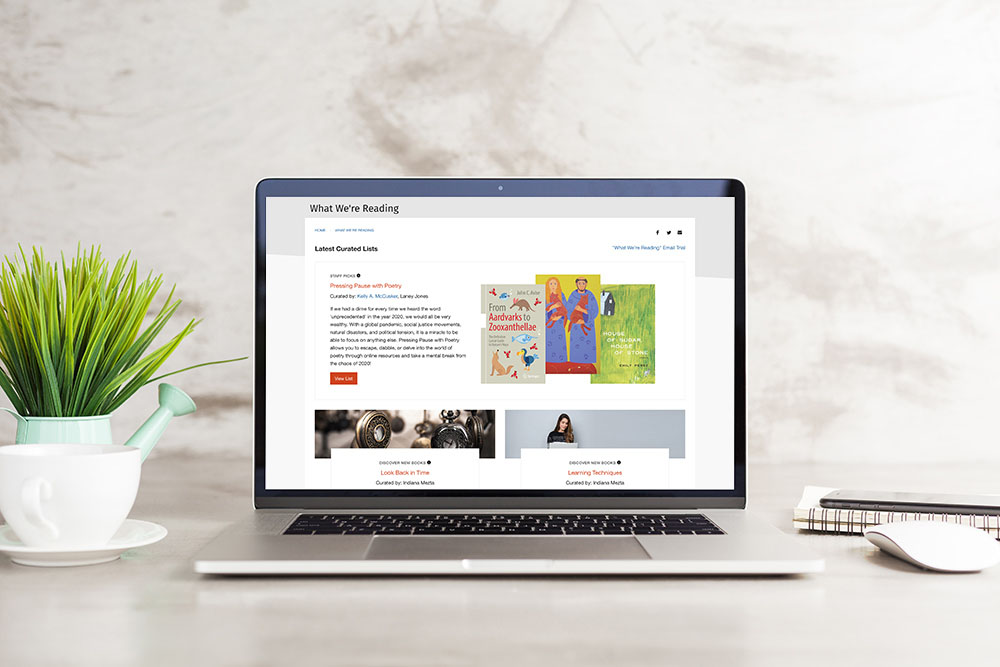 What We're Reading
HOME
WHAT WE'RE READING
Latest Curated Lists
"What We're Reading" Email Trial
STAFF PICKS
Pressing Pause with Poetry
Curated by: Kelly A. McCusker, Laney Jones
If we had a dime for every time we heard the word
'unprecedented' in the year 2020, we would all be very
wealthy. With a global pandemic, social justice movements,
natural disasters, and political tension, it is a miracle to be
able to focus on anything else. Pressing Pause with Poetry
allows you to escape, dabble, or delve into the world of
poetry through online resources and take a mental break from
the chaos of 2020!
View List
John C. Avise
From
Aardvarks to
Zooxanthellae
Springer
HOUSE
OF SUGAR,
HOUSE
OF STONE
EMILY PÉREZ
DISCOVER NEW BOOKS
Look Back in Time
Curated by: Indiana Mezta
DISCOVER NEW BOOKS
Learning Techniques
Curated by: Indiana Mezta